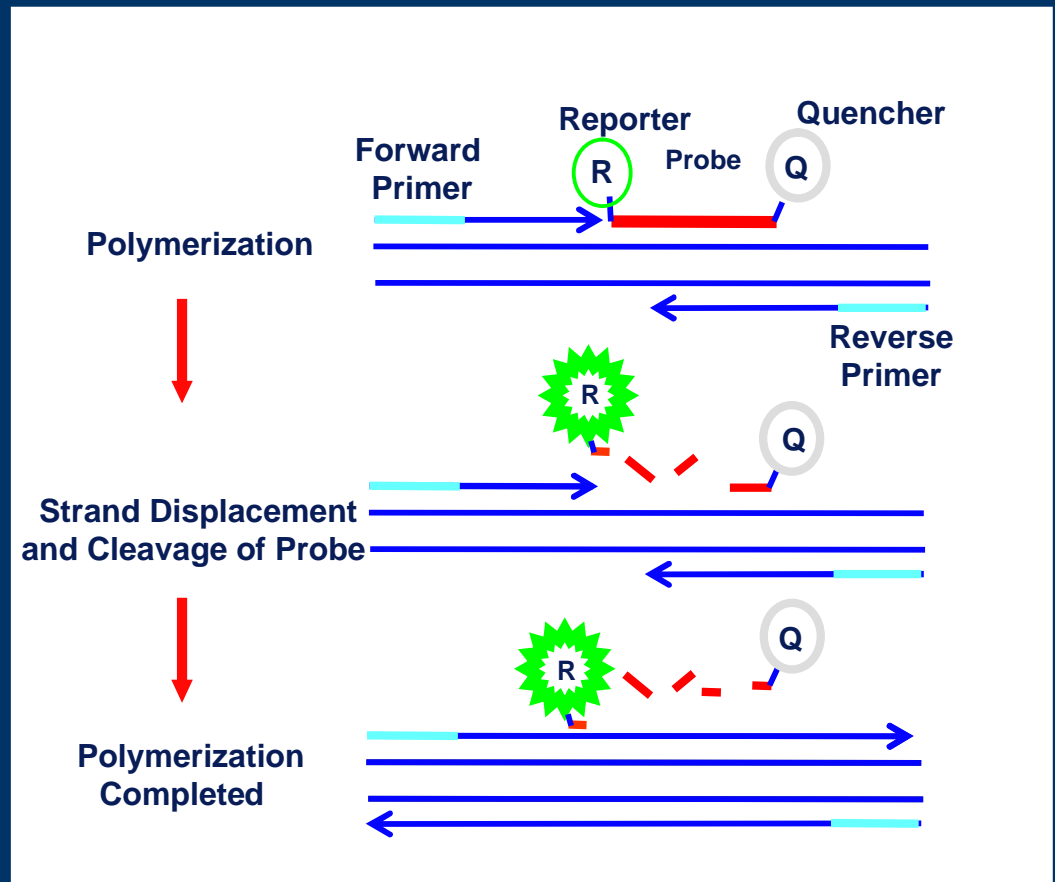 Reporter
Quencher
Forward
Primer
R
Probe
Q
Polymerization
Reverse
Primer
R
Q
Strand Displacement
and Cleavage of Probe
Q
R
Polymerization
Completed